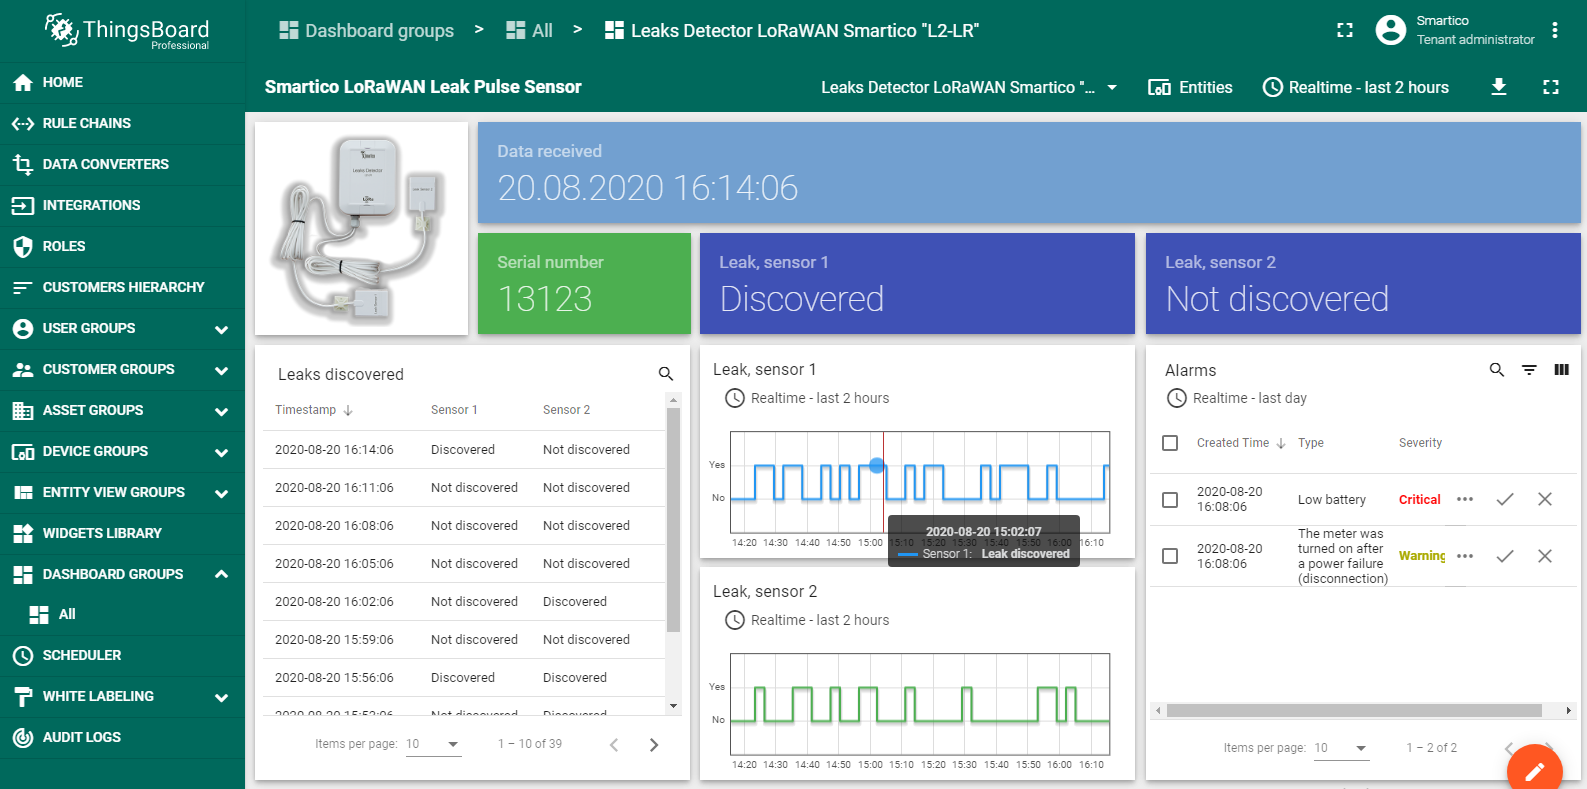 ThingsBoard
Professional
Dashboard groups > All > Leaks Detector LoRaWAN Smartico "L2-LR"
Smartico
Tenant administrator
Smartico LoRaWAN Leak Pulse Sensor
Leaks Detector LoRaWAN Smartico "...
Entities
Realtime - last 2 hours
HOME
RULE CHAINS
DATA CONVERTERS
INTEGRATIONS
ROLES
CUSTOMERS HIERARCHY
USER GROUPS
CUSTOMER GROUPS
ASSET GROUPS
DEVICE GROUPS
ENTITY VIEW GROUPS
WIDGETS LIBRARY
DASHBOARD GROUPS
All
SCHEDULER
WHITE LABELING
AUDIT LOGS
Leaks Detector
Data received
20.08.2020 16:14:06
Serial number
13123
Leak, sensor 1
Discovered
Leak, sensor 2
Not discovered
Leaks discovered
Timestamp Sensor 1 Sensor 2
2020-08-20 16:14:06 Discovered Not discovered
2020-08-20 16:11:06 Not discovered Not discovered
2020-08-20 16:08:06 Not discovered Not discovered
2020-08-20 16:05:06 Not discovered Not discovered
2020-08-20 16:02:06 Not discovered Discovered
2020-08-20 15:59:06 Not discovered Not discovered
2020-08-20 15:56:06 Discovered Discovered
2020-08-20 15:53:06 Not discovered Discovered
Items per page: 10 1 – 10 of 39
Leak, sensor 1
Realtime - last 2 hours
Yes
No
14:20 14:30 14:40 14:50 15:00 15:10 15:20 15:30 15:40 15:50 16:00 16:10
2020-08-20 15:02:07
Sensor 1: Leak discovered
Leak, sensor 2
Realtime - last 2 hours
Yes
No
14:20 14:30 14:40 14:50 15:00 15:10 15:20 15:30 15:40 15:50 16:00 16:10
Alarms
Realtime - last day
Created Time Type Severity
2020-08-20
16:08:06
Low battery
Critical
2020-08-20
16:08:06
The meter was
turned on after
a power failure
(disconnection)
Warning
Items per page: 10 1 – 2 of 2